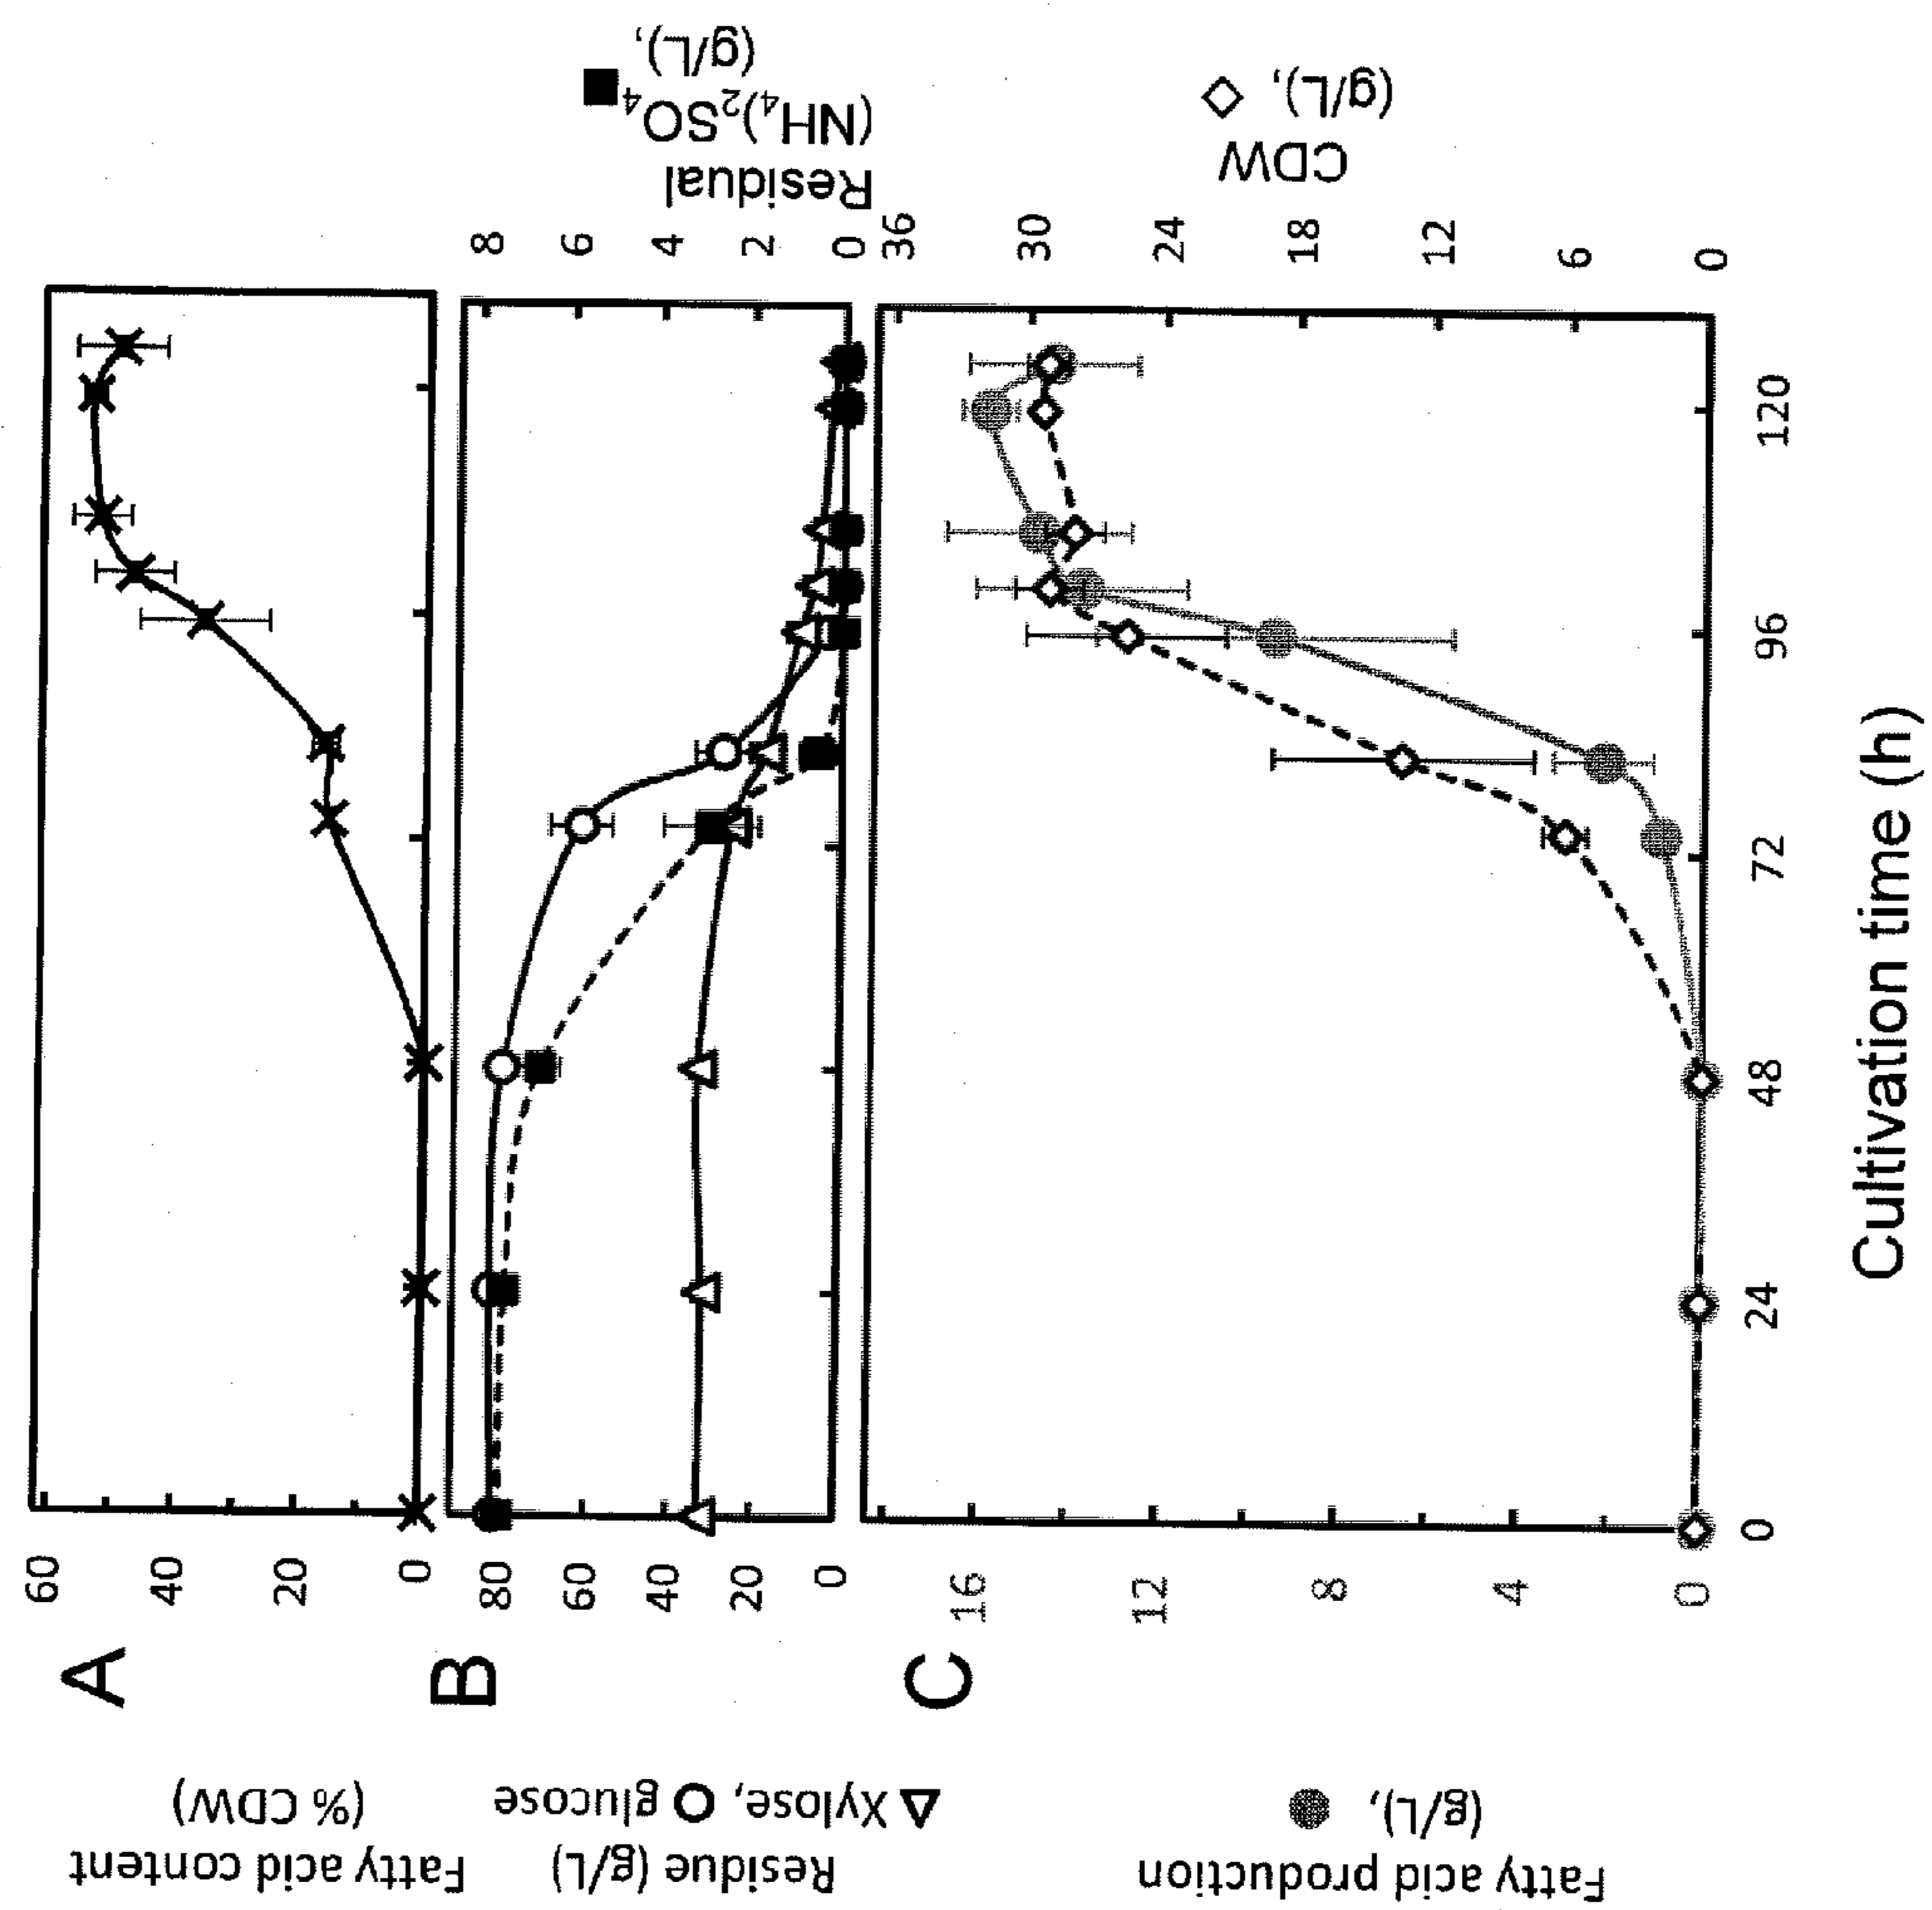 A
Fatty acid content
(% CDW)
60
40
20
0
B
Residue (g/L)
Xylose, glucose
80
60
40
20
0
Residual
(NH₄)₂SO₄
(g/L),
8
6
4
2
0
C
Fatty acid production
(g/L),
16
12
8
4
0
CDW
(g/L),
36
30
24
18
12
6
0
0
24
48
72
96
120
Cultivation time (h)